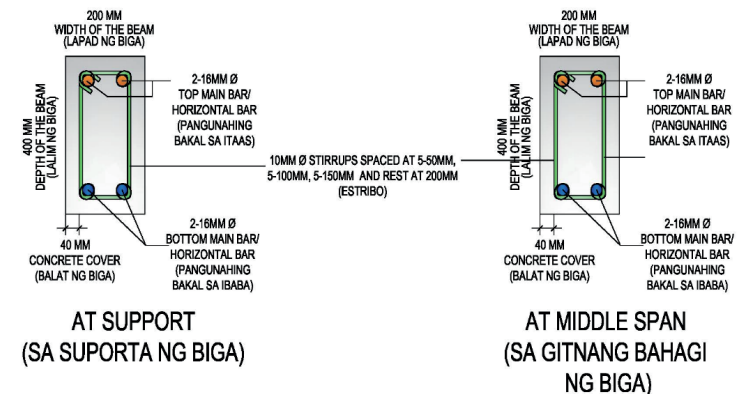 200 MM
WIDTH OF THE BEAM
(LAPAD NG BIGA)
400 MM
DEPTH OF THE BEAM
(LALIM NG BIGA)
2-16MM Ø
TOP MAIN BAR/
HORIZONTAL BAR
(PANGUNAHING
BAKAL SA ITAAS)
2-16MM Ø
BOTTOM MAIN BAR/
HORIZONTAL BAR
(PANGUNAHING
BAKAL SA IBABA)
40 MM
CONCRETE COVER
(BALAT NG BIGA)
AT SUPPORT
(SA SUPORTA NG BIGA)
10MM Ø STIRRUPS SPACED AT 5-50MM,
5-100MM, 5-150MM AND REST AT 200MM
(ESTRIBO)
200 MM
WIDTH OF THE BEAM
(LAPAD NG BIGA)
400 MM
DEPTH OF THE BEAM
(LALIM NG BIGA)
2-16MM Ø
TOP MAIN BAR/
HORIZONTAL BAR
(PANGUNAHING
BAKAL SA ITAAS)
2-16MM Ø
BOTTOM MAIN BAR/
HORIZONTAL BAR
(PANGUNAHING
BAKAL SA IBABA)
40 MM
CONCRETE COVER
(BALAT NG BIGA)
AT MIDDLE SPAN
(SA GITNANG BAHAGI
NG BIGA)